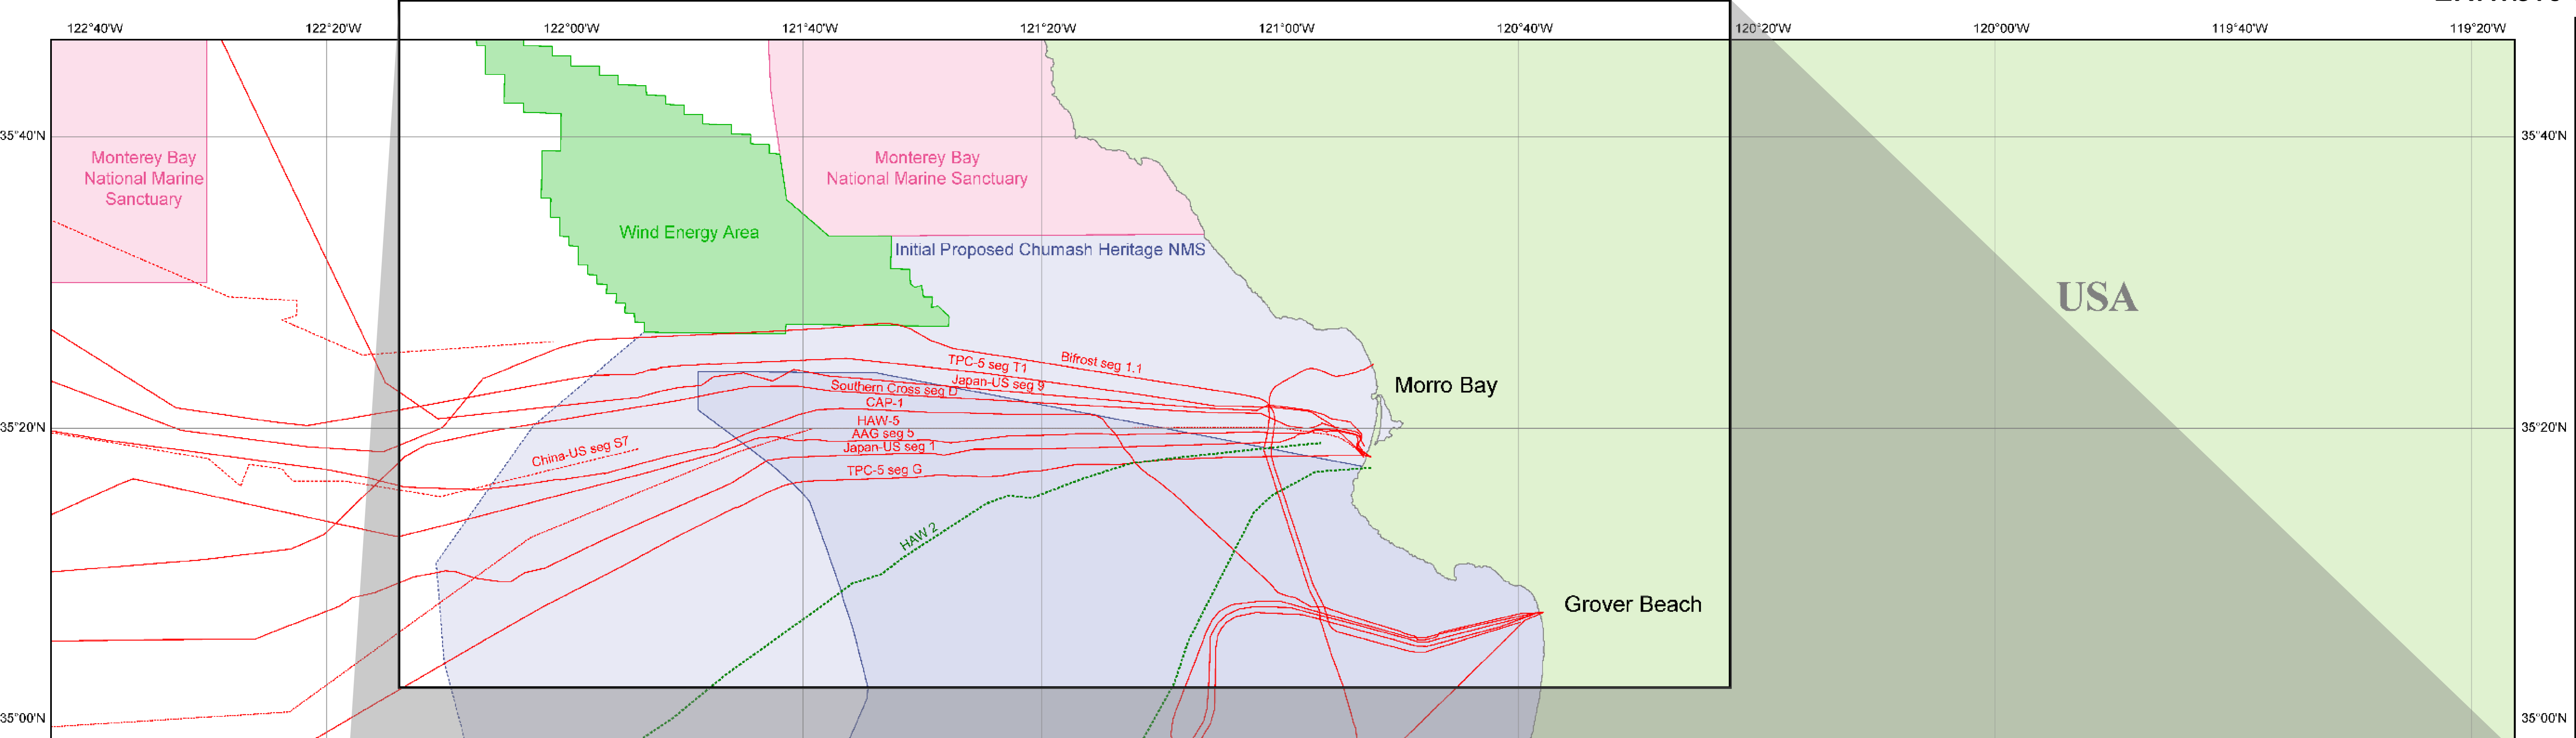 122°40'W 122°20'W 122°00'W 121°40'W 121°20'W 121°00'W 120°40'W 120°20'W 120°00'W 119°40'W 119°20'W
35°40'N 35°40'N
Monterey Bay
National Marine
Sanctuary
Monterey Bay
National Marine Sanctuary
Wind Energy Area
Initial Proposed Chumash Heritage NMS
USA
Bifrost seg 1.1
TPC-5 seg T1
Japan-US seg 9
Southern Cross seg D
Morro Bay
CAP-1
HAW-5
35°20'N 35°20'N
AAG seg 5
Japan-US seg 1
China-US seg S7
TPC-5 seg G
HAW 2
Grover Beach
35°00'N 35°00'N